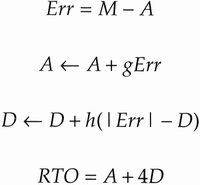 Err = M − A
A ← A + gErr
D ← D + h(|Err| − D)
RTO = A + 4D